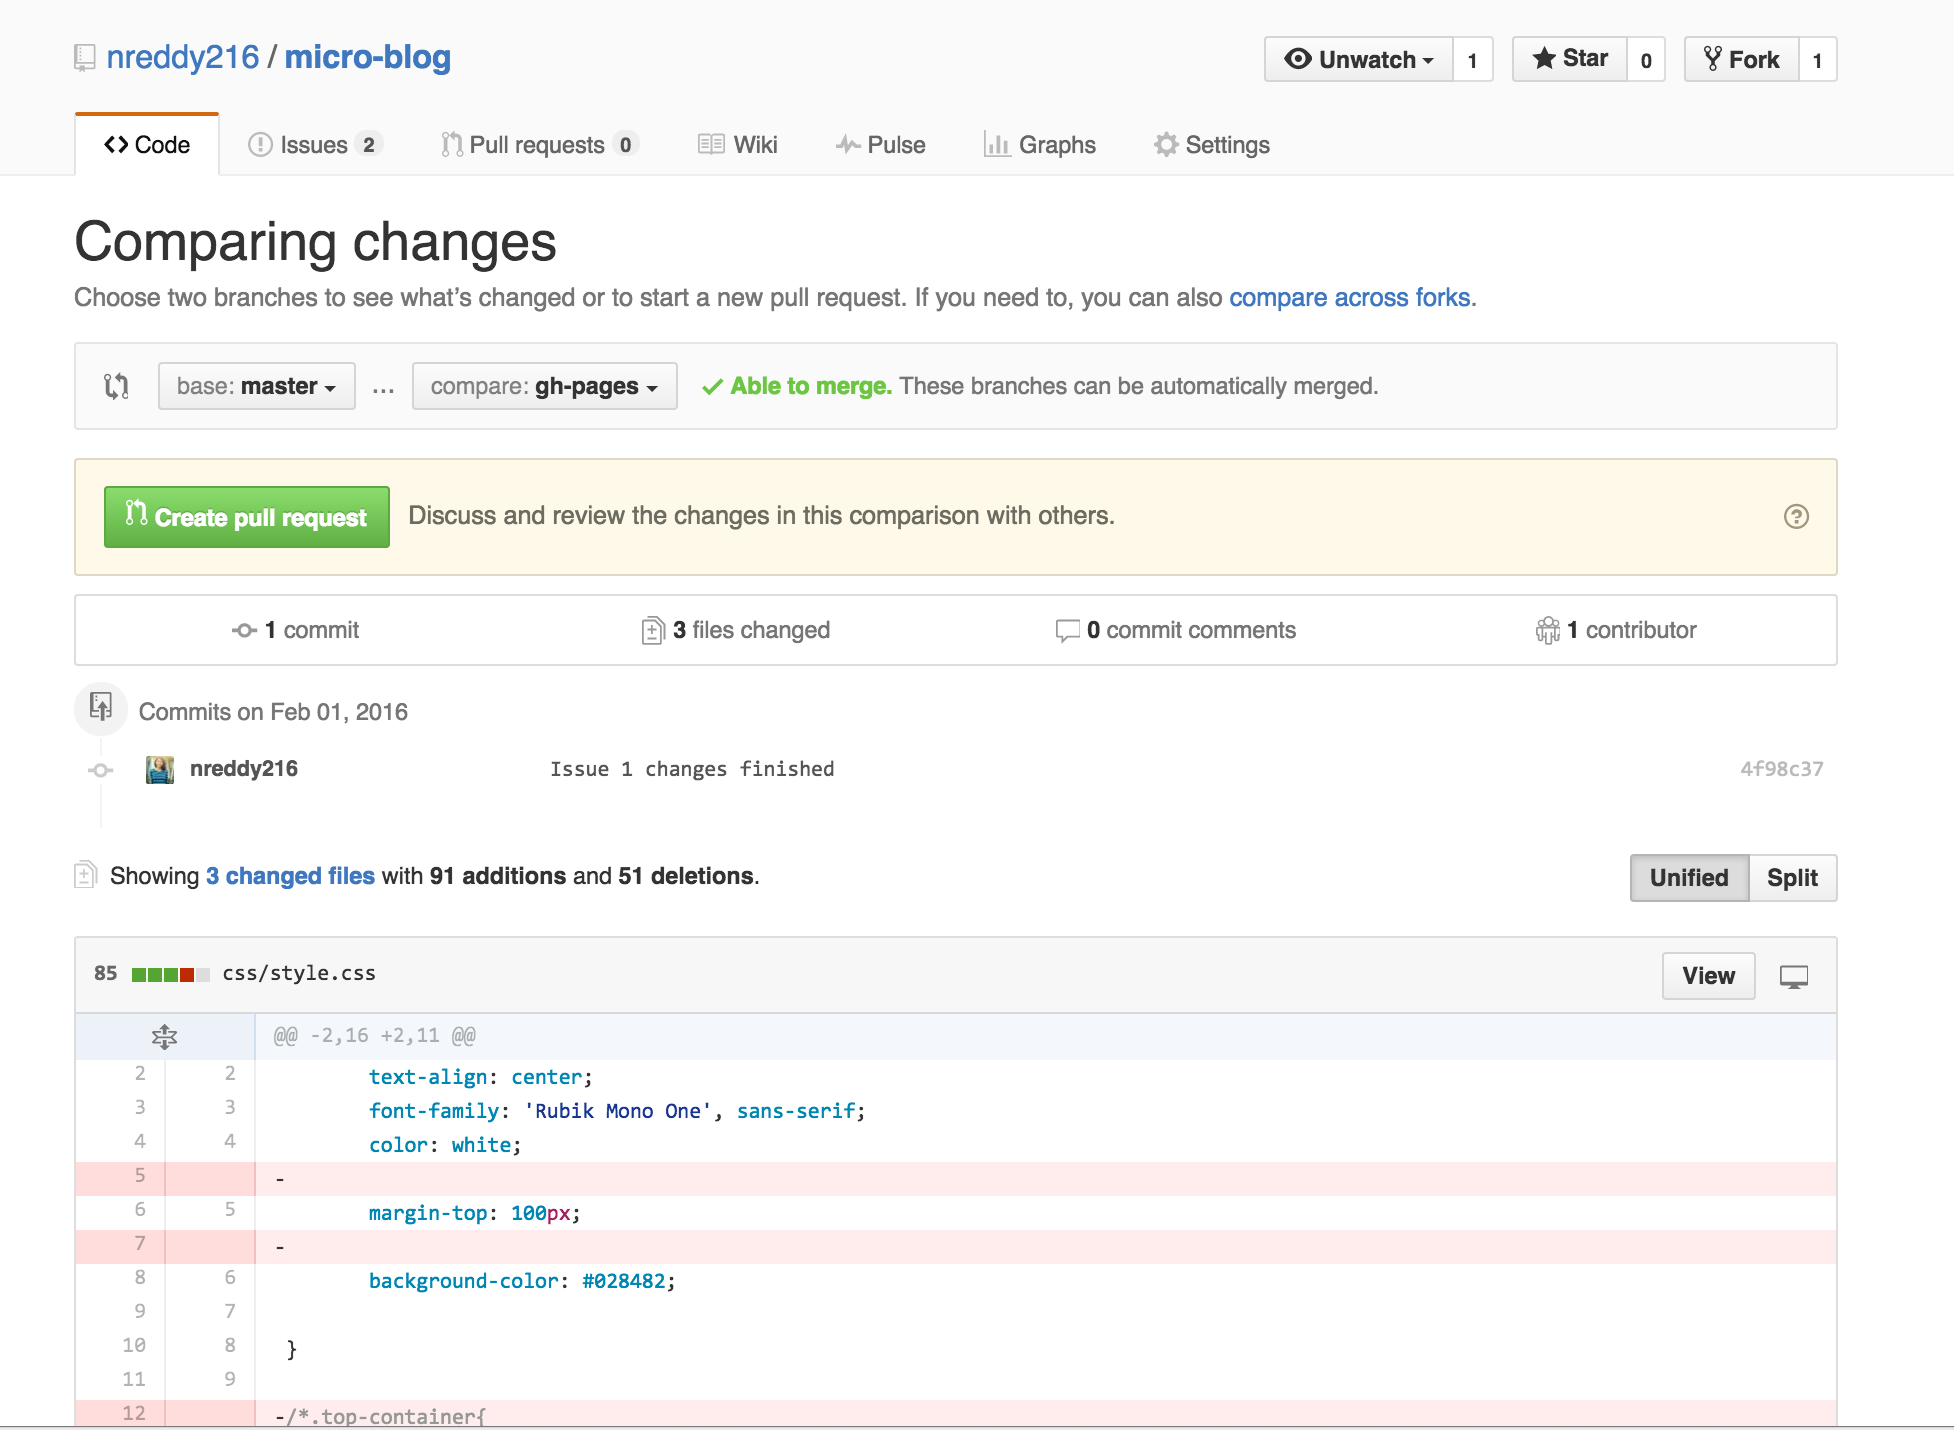 nreddy216 / micro-blog
Unwatch 1 Star 0 Fork 1
Code Issues 2 Pull requests 0 Wiki Pulse Graphs Settings
Comparing changes
Choose two branches to see what’s changed or to start a new pull request. If you need to, you can also compare across forks.
base: master ... compare: gh-pages Able to merge. These branches can be automatically merged.
Create pull request Discuss and review the changes in this comparison with others. ?
1 commit 3 files changed 0 commit comments 1 contributor
Commits on Feb 01, 2016
nreddy216 Issue 1 changes finished 4f98c37
Showing 3 changed files with 91 additions and 51 deletions. Unified Split
85 css/style.css View
@@ -2,16 +2,11 @@
2 2 text-align: center;
3 3 font-family: 'Rubik Mono One', sans-serif;
4 4 color: white;
5 -
6 5 margin-top: 100px;
7 -
8 6 background-color: #028482;
9 7
10 8 }
11 9
12 -/*.top-container{